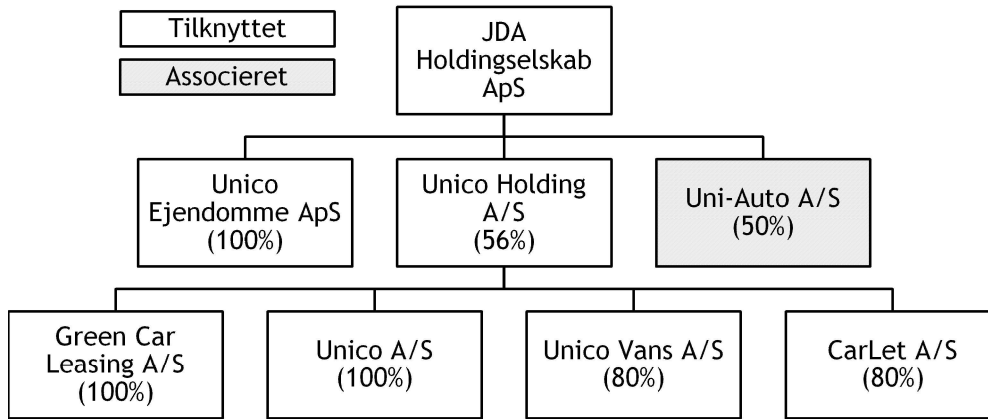 Tilknyttet
Associeret
JDA
Holdingselskab
ApS
Unico
Ejendomme ApS
(100%)
Unico Holding
A/S
(56%)
Uni-Auto A/S
(50%)
Green Car
Leasing A/S
(100%)
Unico A/S
(100%)
Unico Vans A/S
(80%)
CarLet A/S
(80%)